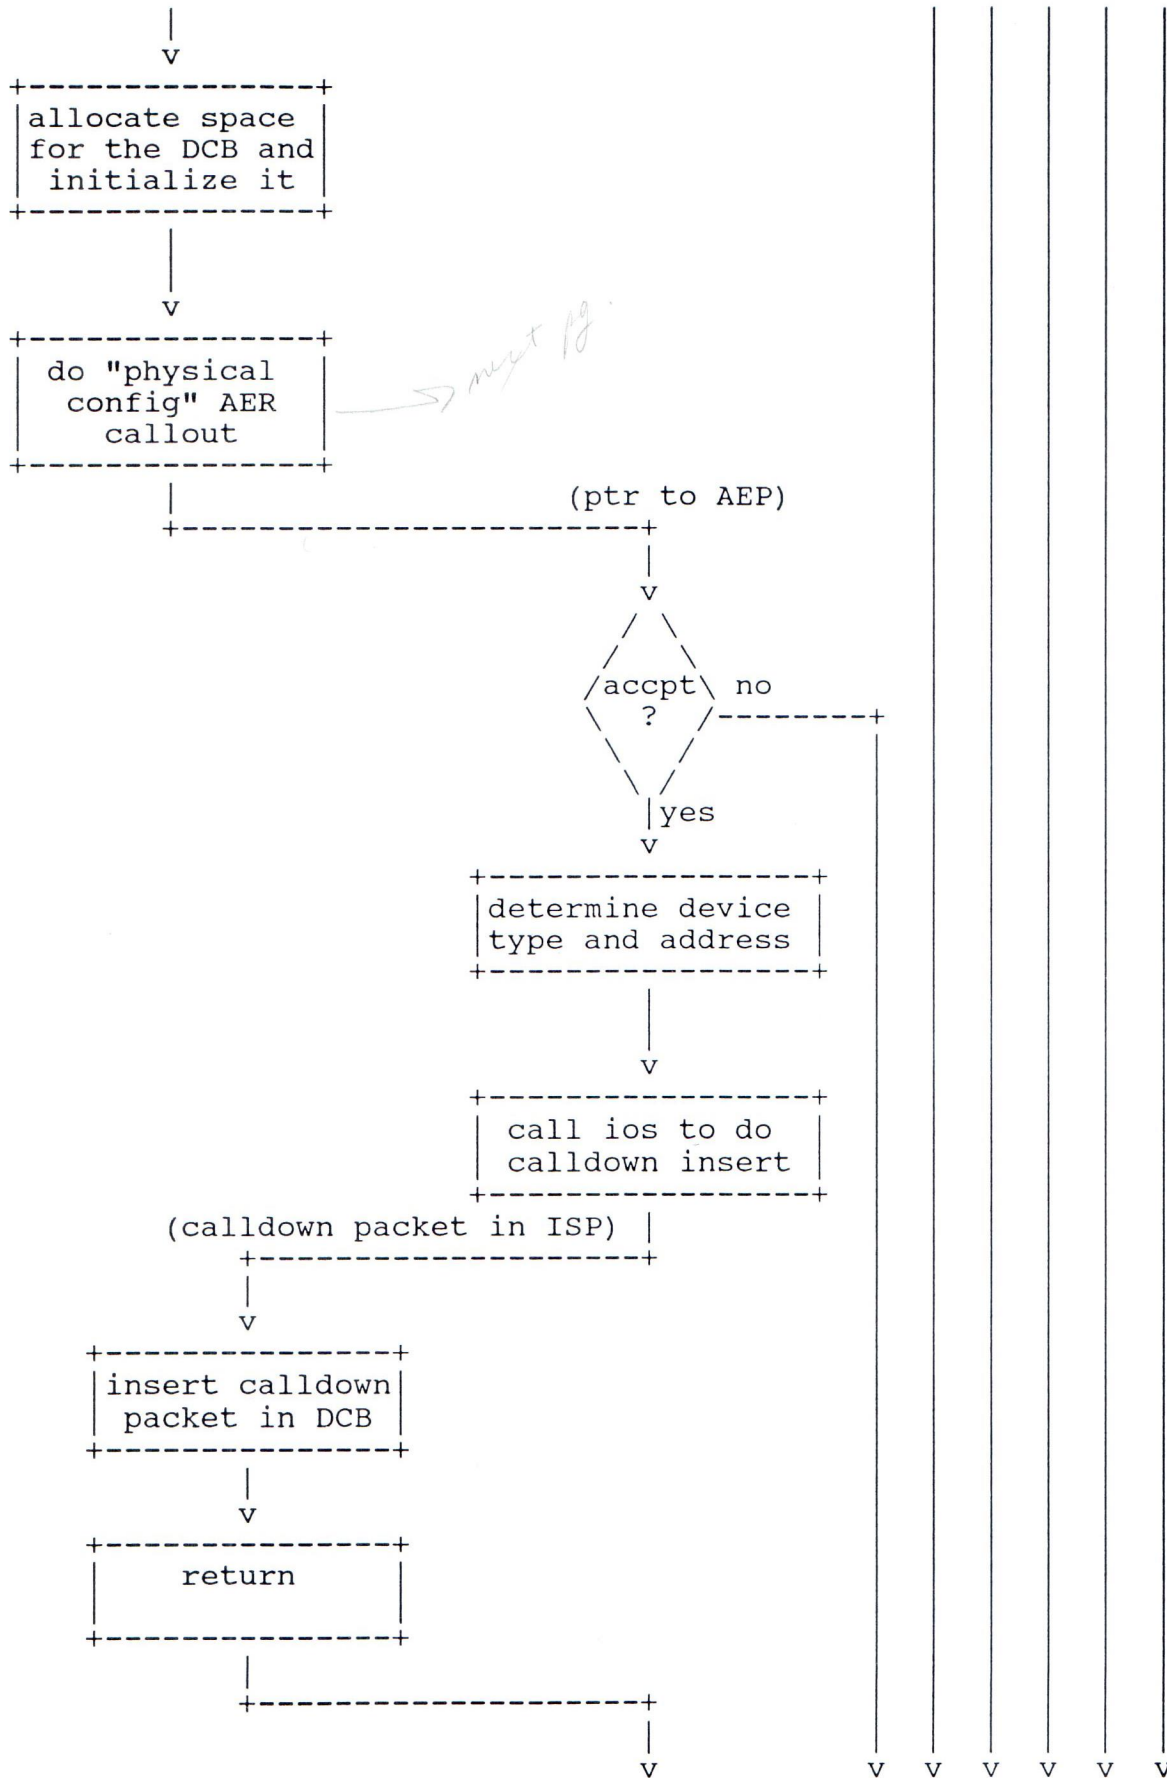 v
allocate space
for the DCB and
initialize it
v
do "physical
config" AER
callout
next pg.
(ptr to AEP)
v
accpt no
?
yes
v
determine device
type and address
v
call ios to do
calldown insert
(calldown packet in ISP)
v
insert calldown
packet in DCB
v
return
v v v v v v v